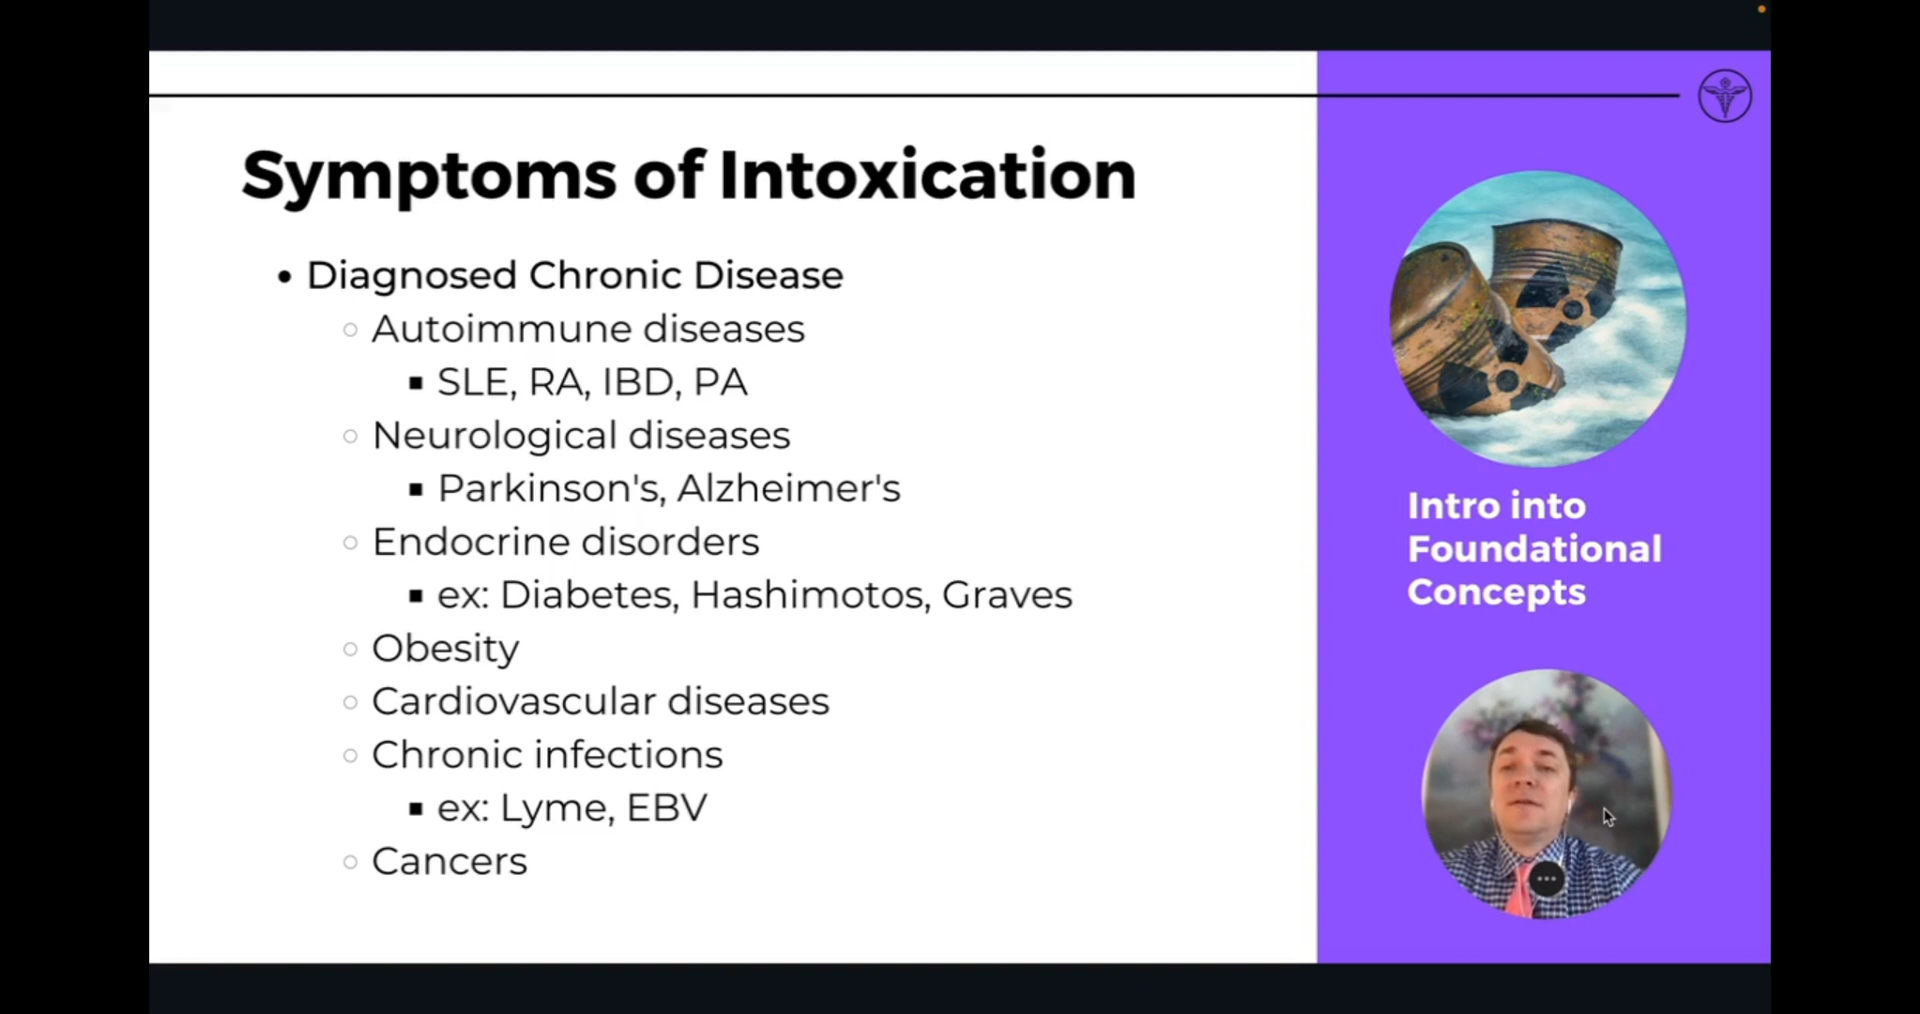 Symptoms of Intoxication
• Diagnosed Chronic Disease
○ Autoimmune diseases
▪ SLE, RA, IBD, PA
○ Neurological diseases
▪ Parkinson's, Alzheimer's
○ Endocrine disorders
▪ ex: Diabetes, Hashimotos, Graves
○ Obesity
○ Cardiovascular diseases
○ Chronic infections
▪ ex: Lyme, EBV
○ Cancers
Intro into
Foundational
Concepts